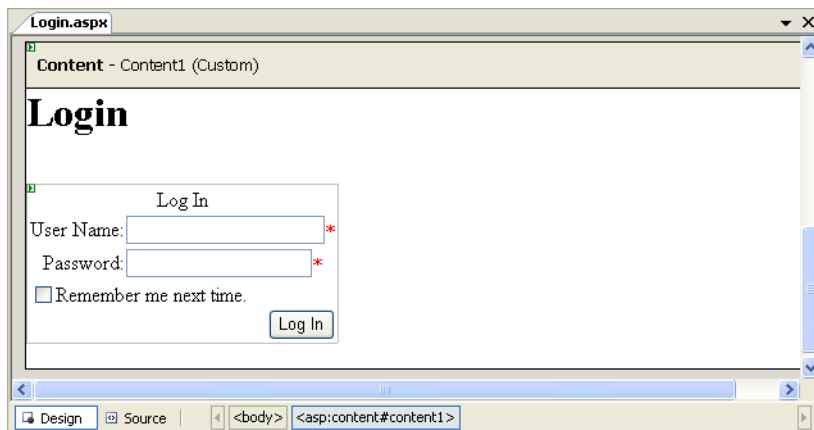 Login.aspx
Content - Content1 (Custom)
Login
Log In
User Name: *
Password: *
Remember me next time.
Log In
Design Source <body> <asp:content#content1>